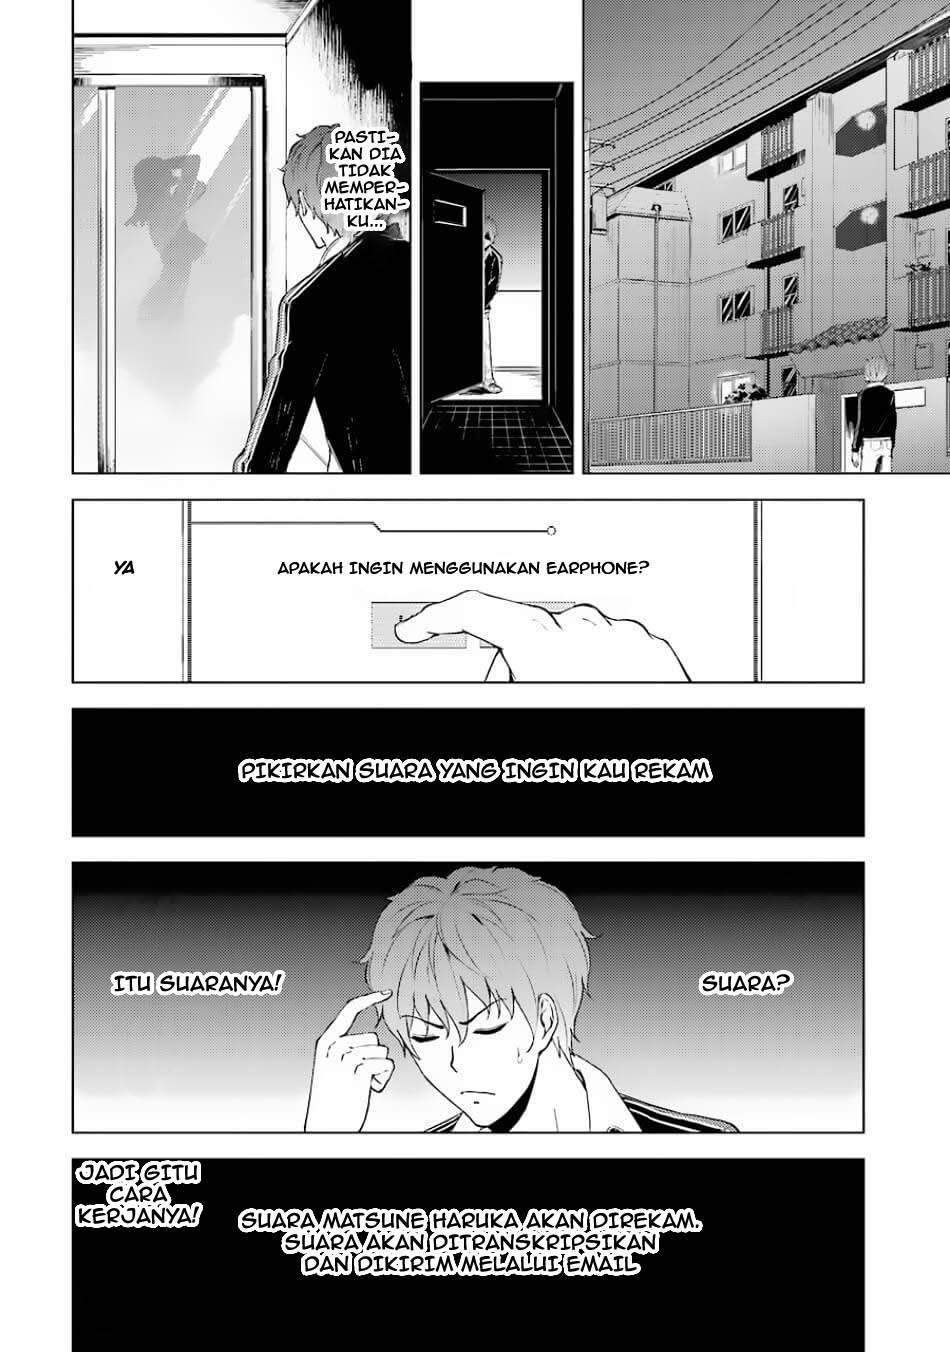 PASTI-
KAN DIA
TIDAK
MEMPER-
HATIKAN-
KU...
APAKAH INGIN MENGGUNAKAN EARPHONE?
YA
PIKIRKAN SUARA YANG INGIN KAU REKAM
SUARA?
ITU SUARANYA!
SUARA MATSUNE HARUKA AKAN DIREKAM.
SUARA AKAN DITRANSKRIPSIKAN
DAN DIKIRIM MELALUI EMAIL
JADI GITU
CARA
KERJANYA!